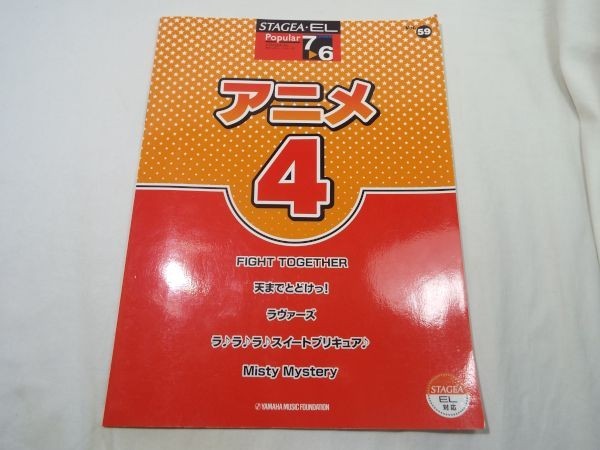 STAGEA・EL
Popular
7▶6
59
アニメ
4
FIGHT TOGETHER
天までとどけっ!
ラヴァーズ
ラ♪ラ♪ラ♪スイートプリキュア♪
Misty Mystery
YAMAHA MUSIC FOUNDATION
STAGEA
EL
対応